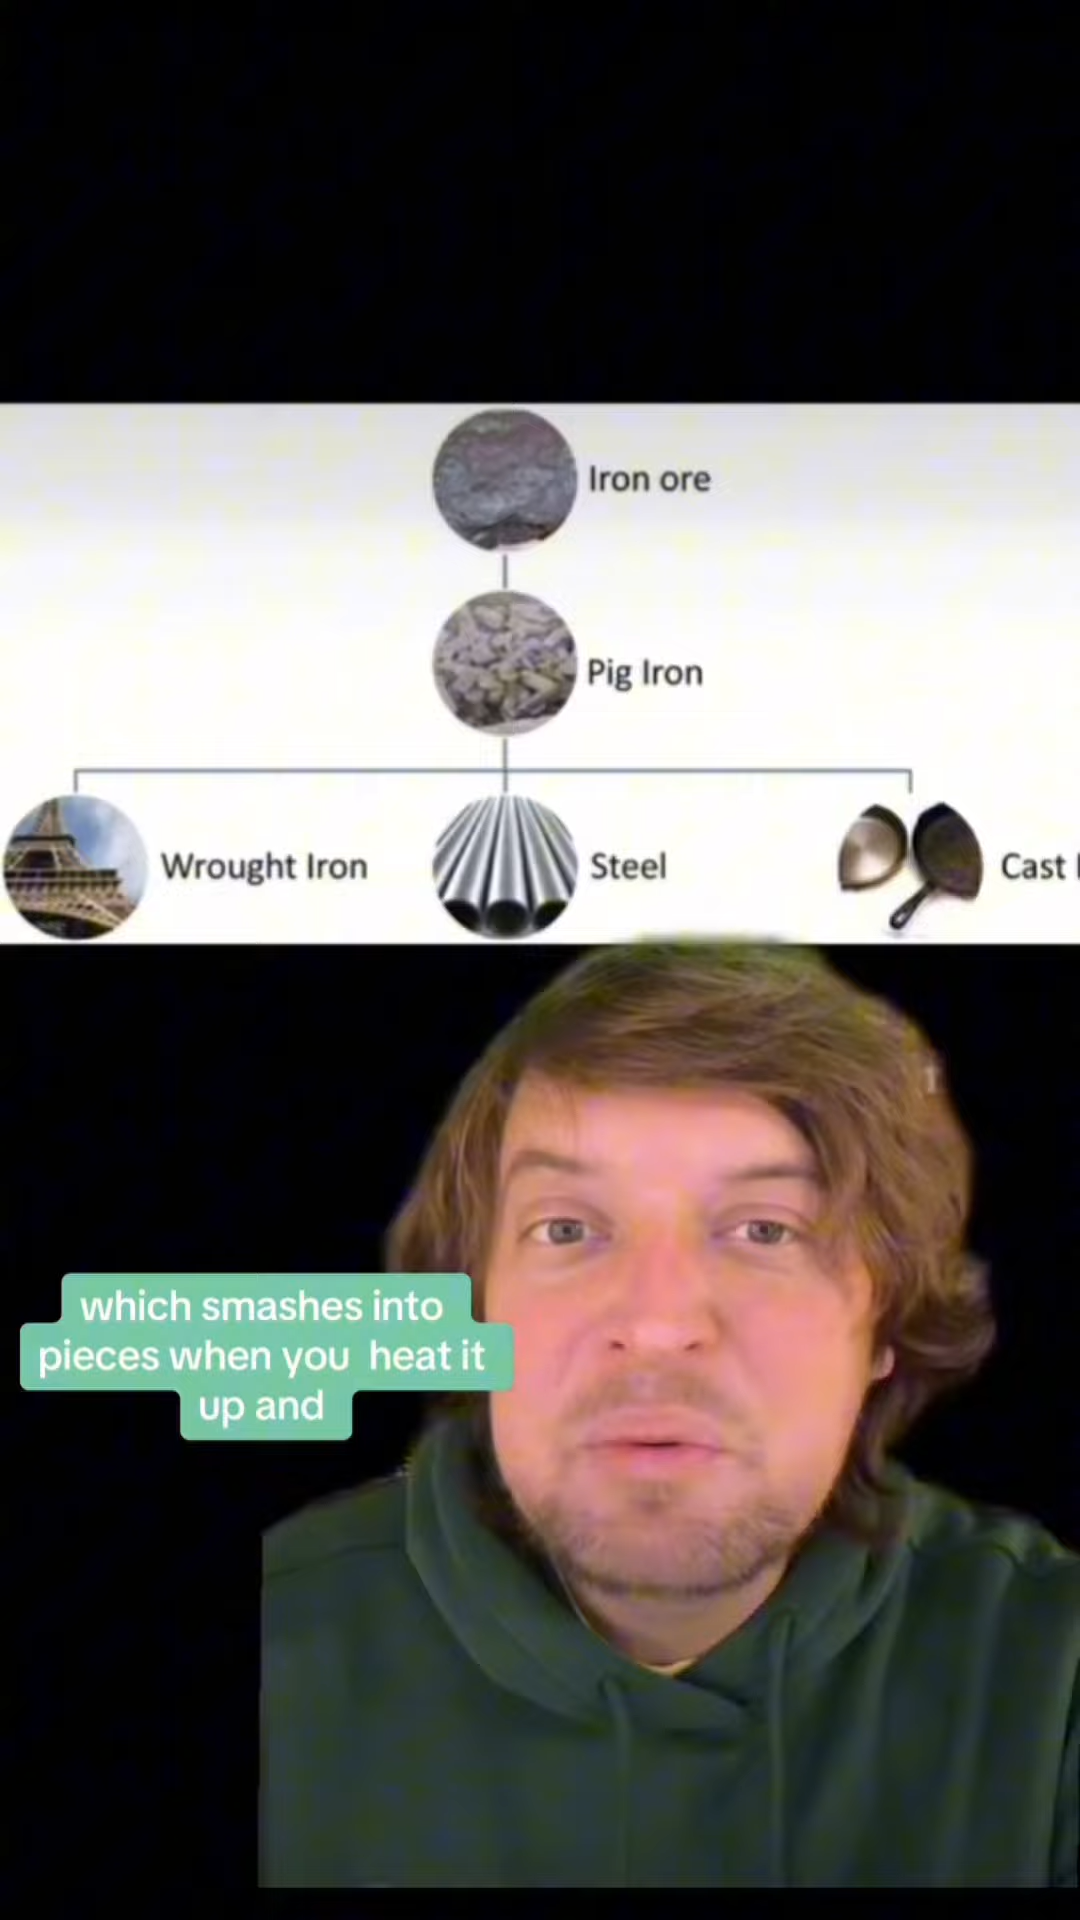 Iron ore
Pig Iron
Wrought Iron
Steel
Cast
which smashes into
pieces when you  heat it
up and